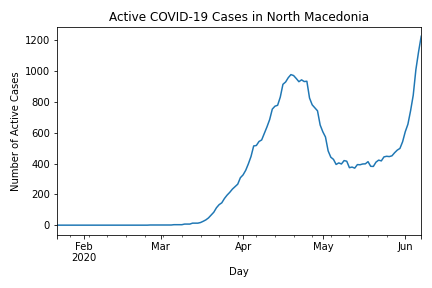 Active COVID-19 Cases in North Macedonia
Number of Active Cases
1200
1000
800
600
400
200
0
Feb
2020
Mar
Apr
May
Jun
Day